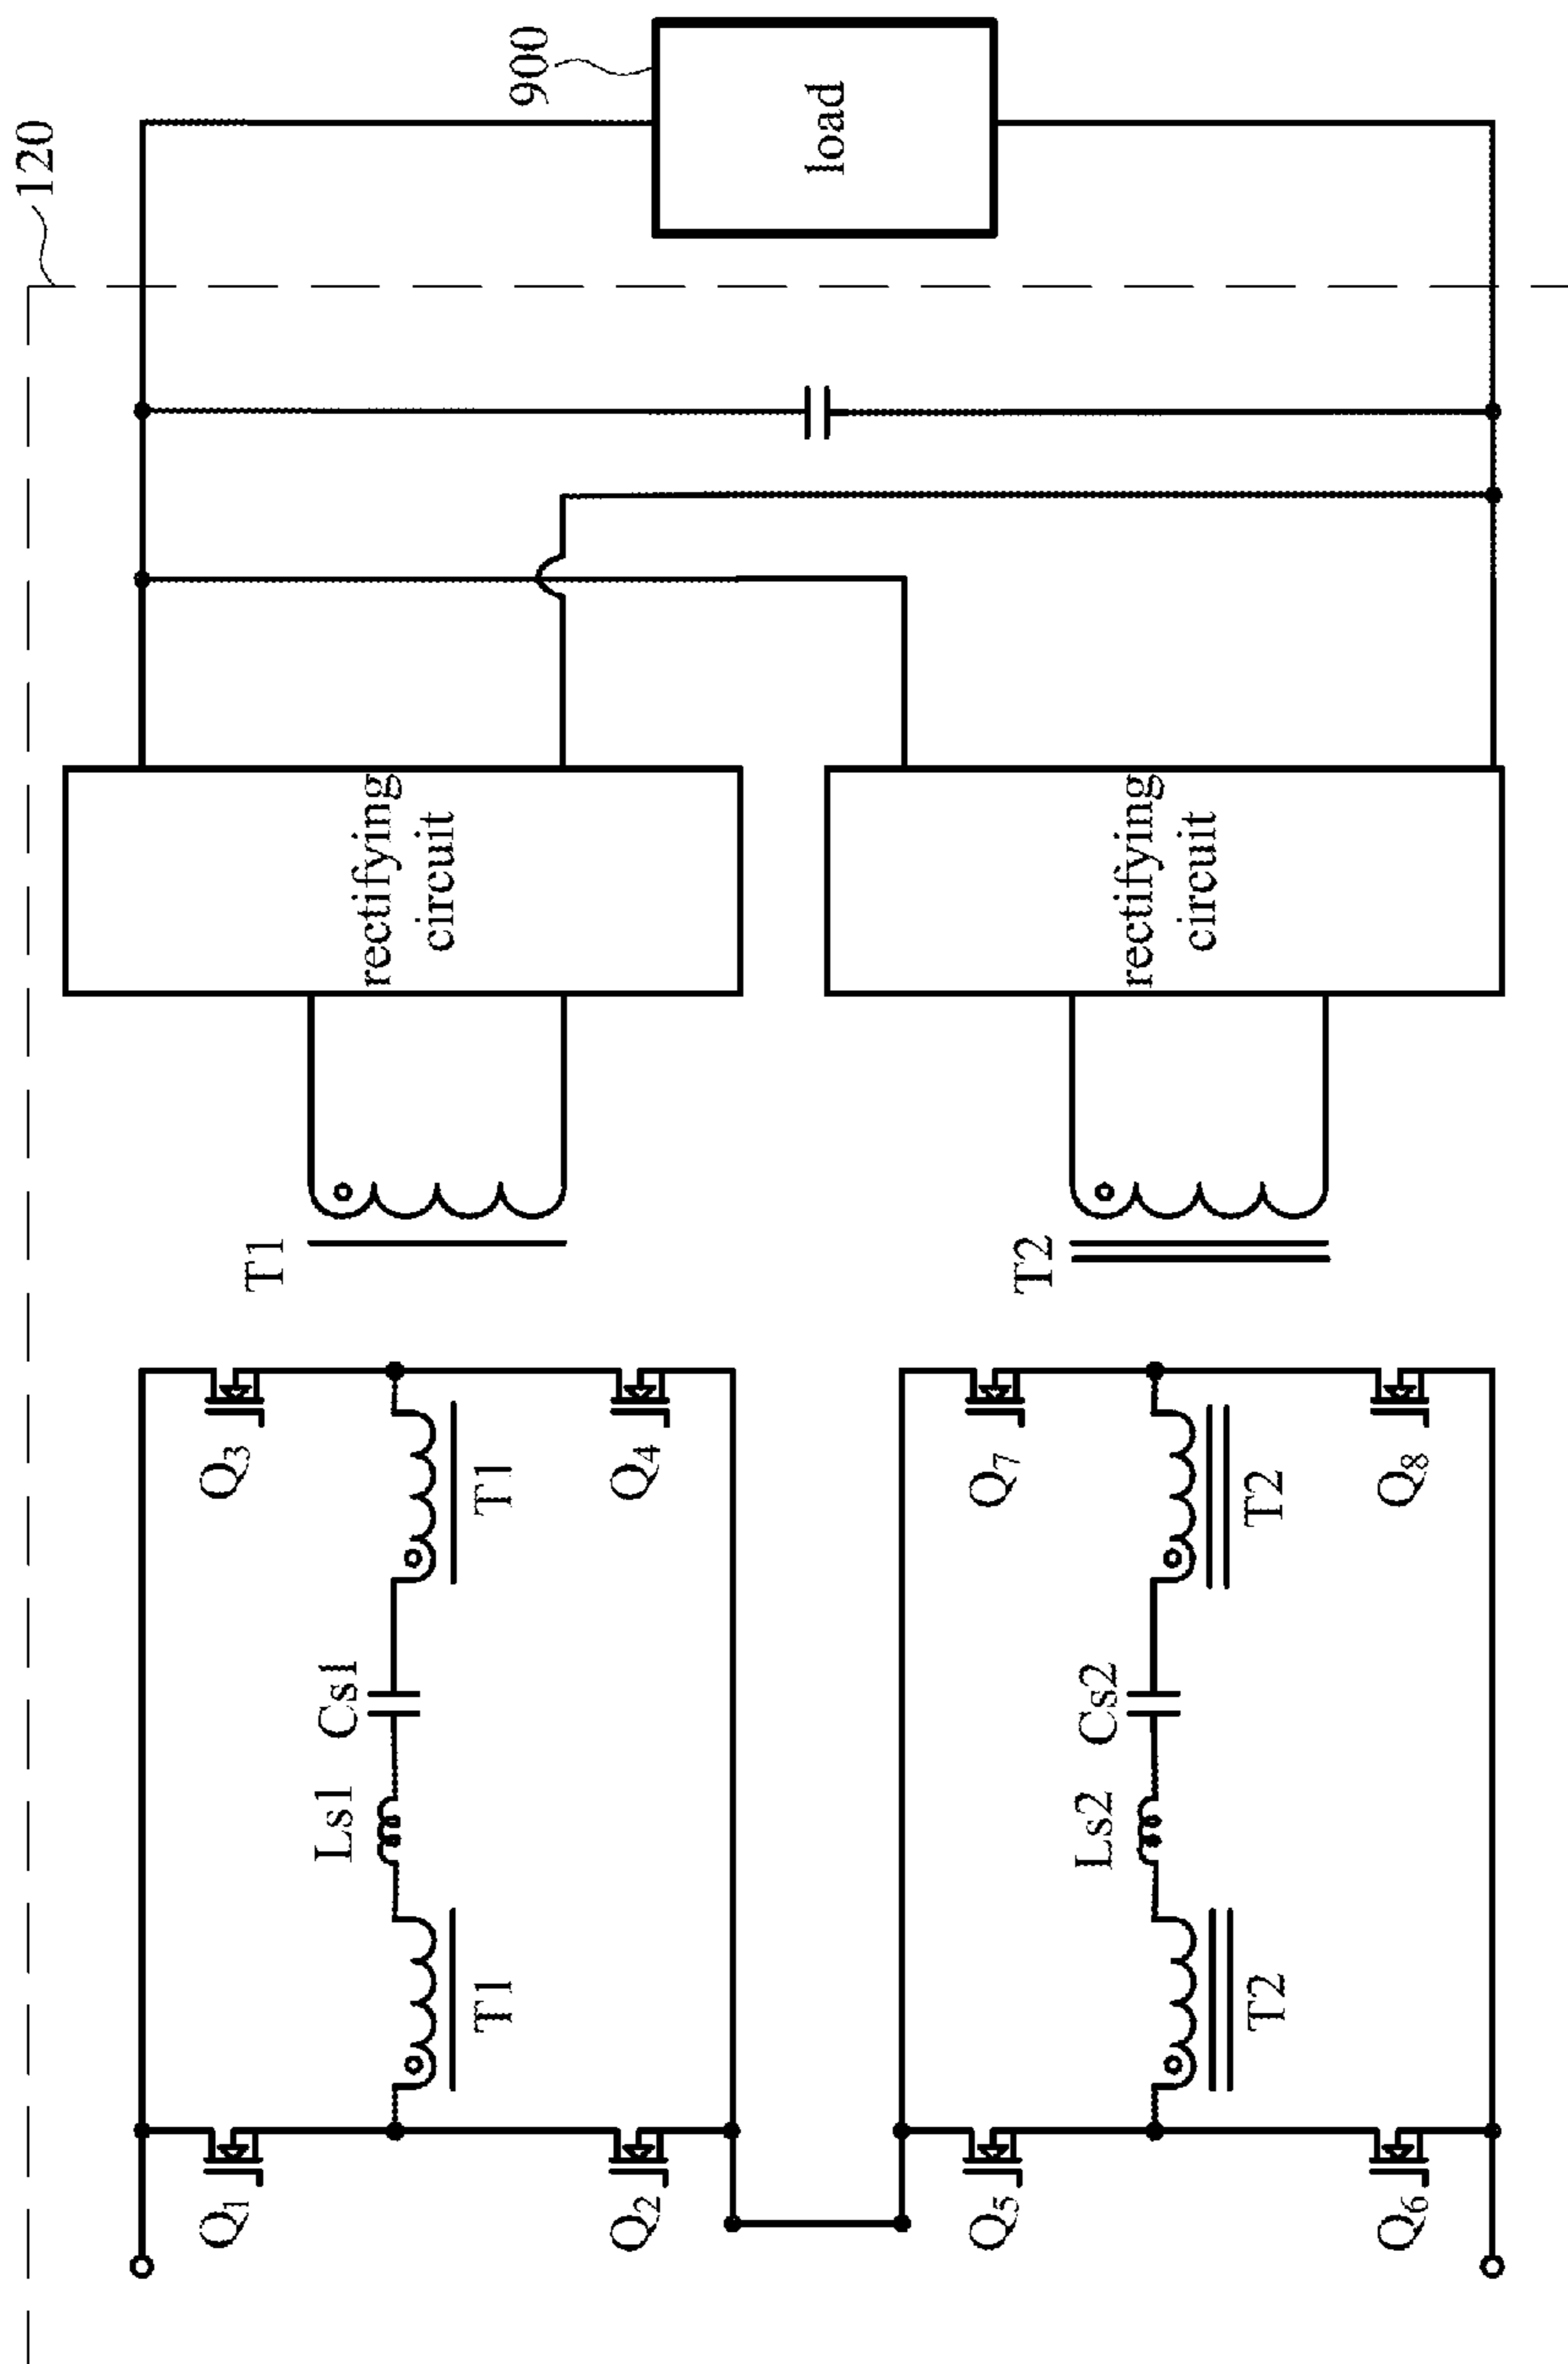 120
900
load
rectifying
circuit
rectifying
circuit
T1
T2
Q3
T1
Q4
Q7
T2
Q8
Cs1
Cs2
Ls1
Ls2
T1
T2
Q1
Q2
Q5
Q6